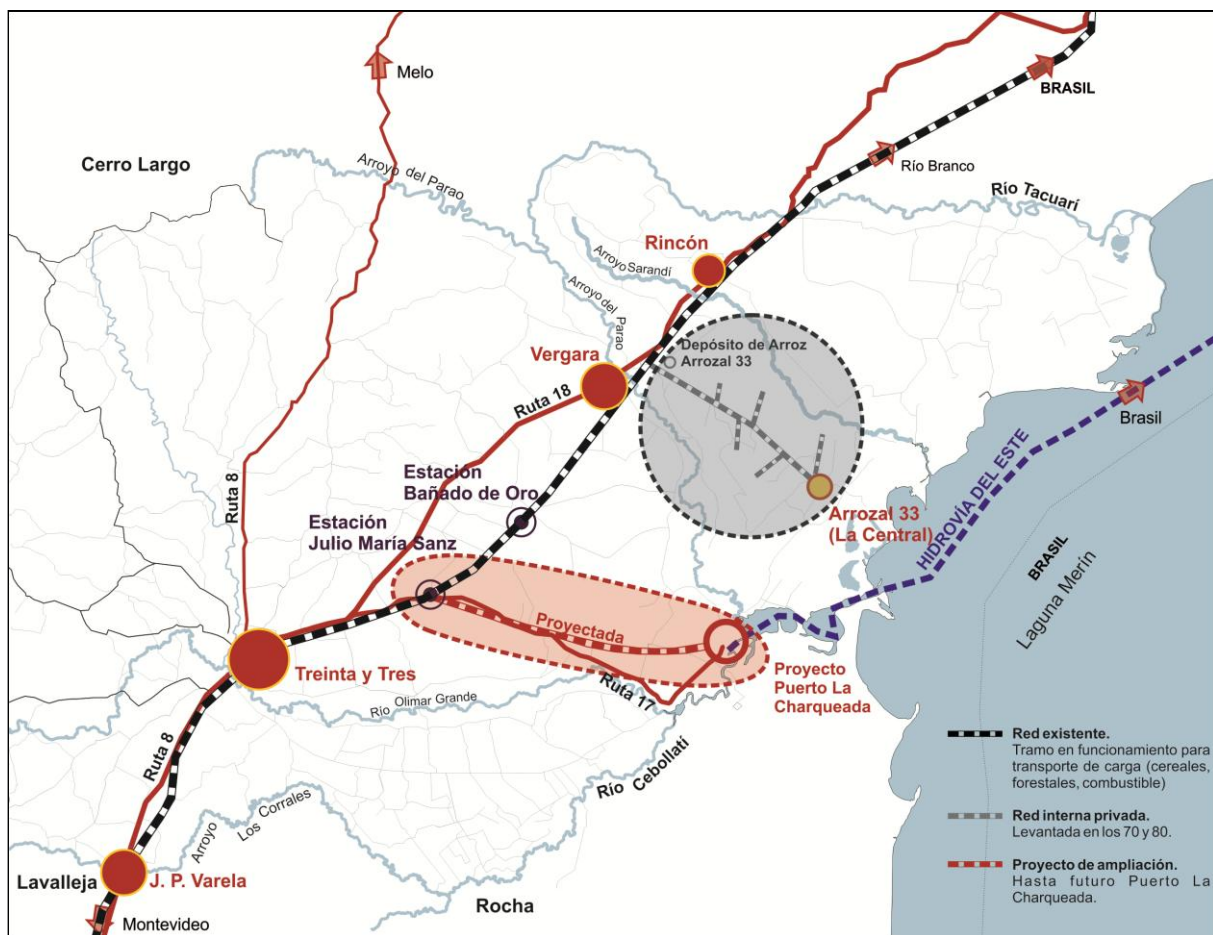 Melo
BRASIL
Cerro Largo
Arroyo del Parao
Río Branco
Río Tacuarí
Rincón
Arroyo Sarandí
Arroyo del Parao
Depósito de Arroz
Arrozal 33
Vergara
Ruta 18
Brasil
Ruta 8
Estación
Bañado de Oro
Arrozal 33
(La Central)
HIDROVÍA DEL ESTE
Estación
Julio María Sanz
BRASIL
Laguna Merín
Proyectada
Treinta y Tres
Proyecto
Puerto La
Charqueada
Río Olimar Grande
Ruta 17
Ruta 8
Río Cebollatí
Red existente.
Tramo en funcionamiento para
transporte de carga (cereales,
forestales, combustible)
Arroyo Los Corrales
Red interna privada.
Levantada en los 70 y 80.
Proyecto de ampliación.
Hasta futuro Puerto La
Charqueada.
Lavalleja
J. P. Varela
Rocha
Montevideo